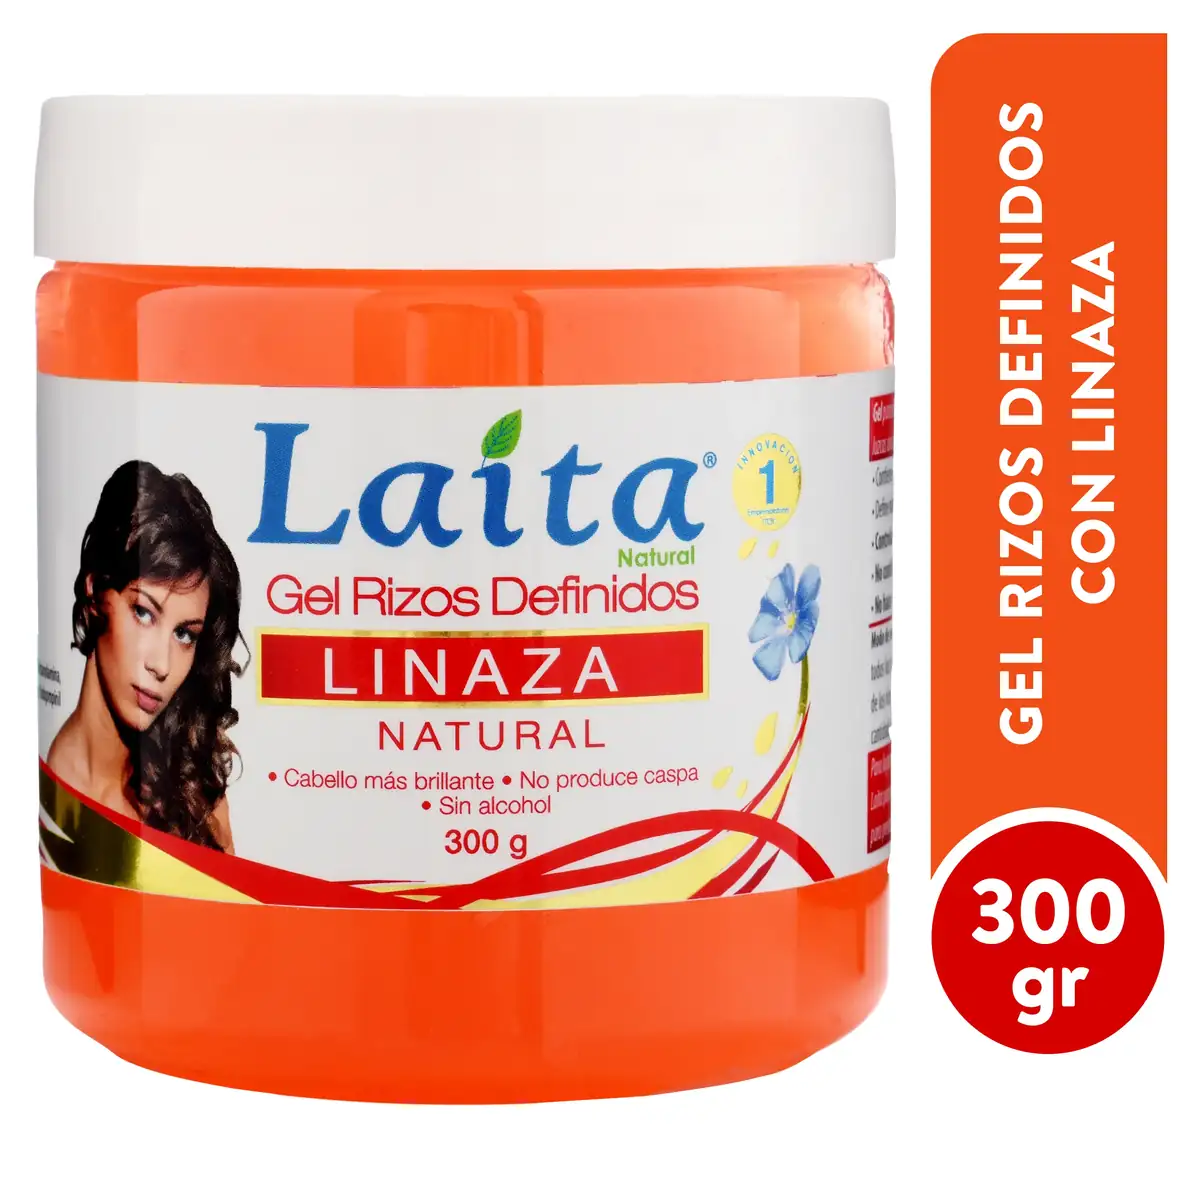 Laita®
Natural
Gel Rizos Definidos
LINAZA
NATURAL
• Cabello más brillante • No produce caspa
• Sin alcohol
300 g
INNOVACION
1
GEL RIZOS DEFINIDOS
CON LINAZA
300
gr